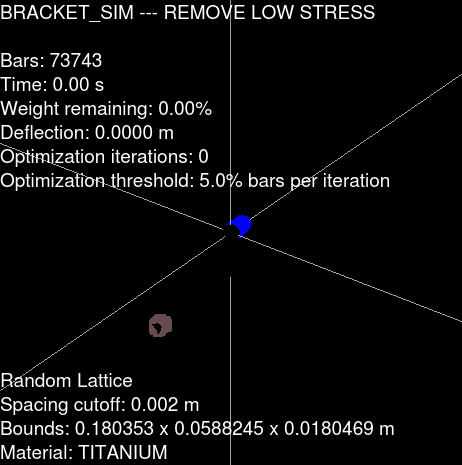 BRACKET_SIM --- REMOVE LOW STRESS
Bars: 73743
Time: 0.00 s
Weight remaining: 0.00%
Deflection: 0.0000 m
Optimization iterations: 0
Optimization threshold: 5.0% bars per iteration
Random Lattice
Spacing cutoff: 0.002 m
Bounds: 0.180353 x 0.0588245 x 0.0180469 m
Material: TITANIUM